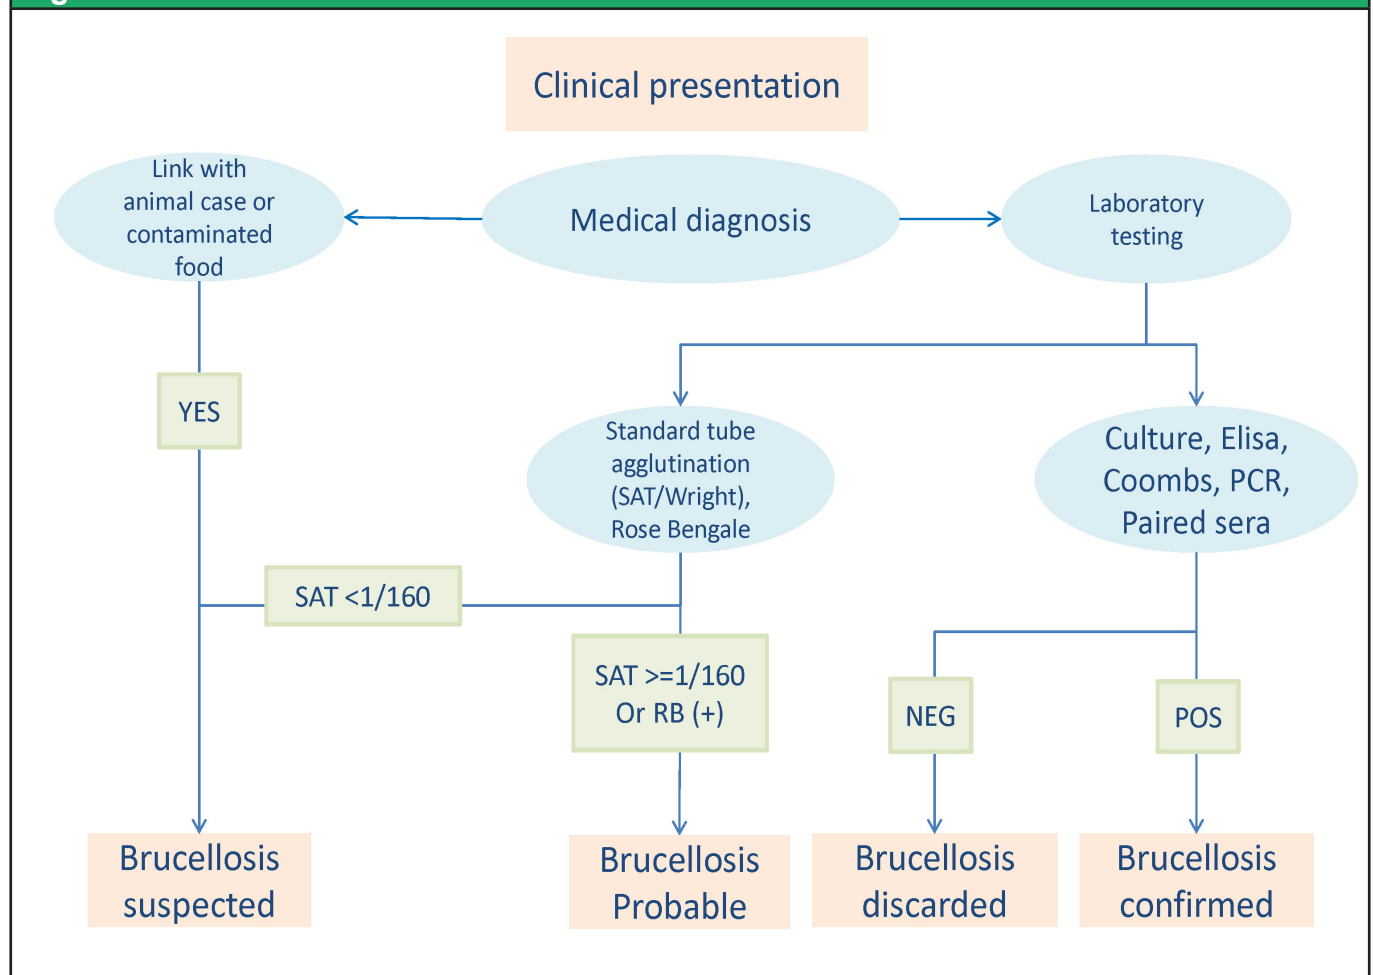 Clinical presentation
Link with
animal case or
contaminated
food
Medical diagnosis
Laboratory
testing
YES
Standard tube
agglutination
(SAT/Wright),
Rose Bengale
Culture, Elisa,
Coombs, PCR,
Paired sera
SAT <1/160
SAT >=1/160
Or RB (+)
NEG
POS
Brucellosis
suspected
Brucellosis
Probable
Brucellosis
discarded
Brucellosis
confirmed